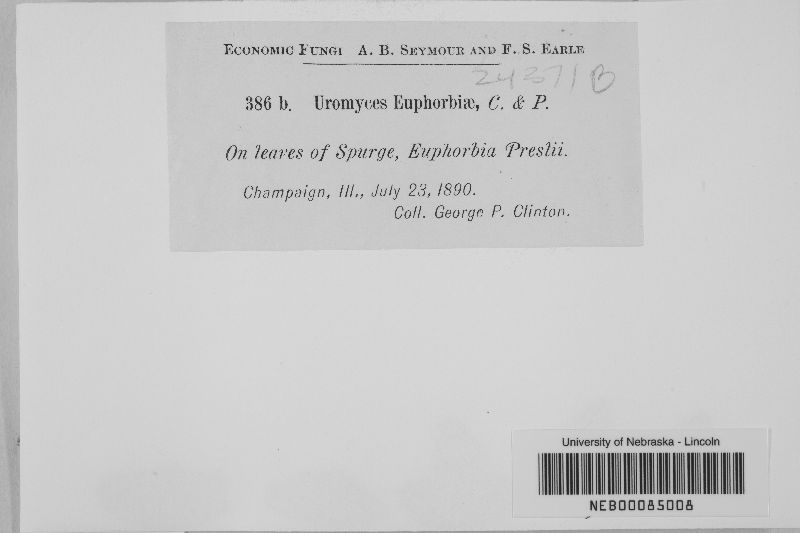 Economic Fungi A. B. Seymour and F. S. Earle
24371 B
386 b. Uromyces Euphorbiæ, C. & P.
On leaves of Spurge, Euphorbia Preslii.
Champaign, Ill., July 23, 1890.
Coll. George P. Clinton.
University of Nebraska - Lincoln
NEB00085008